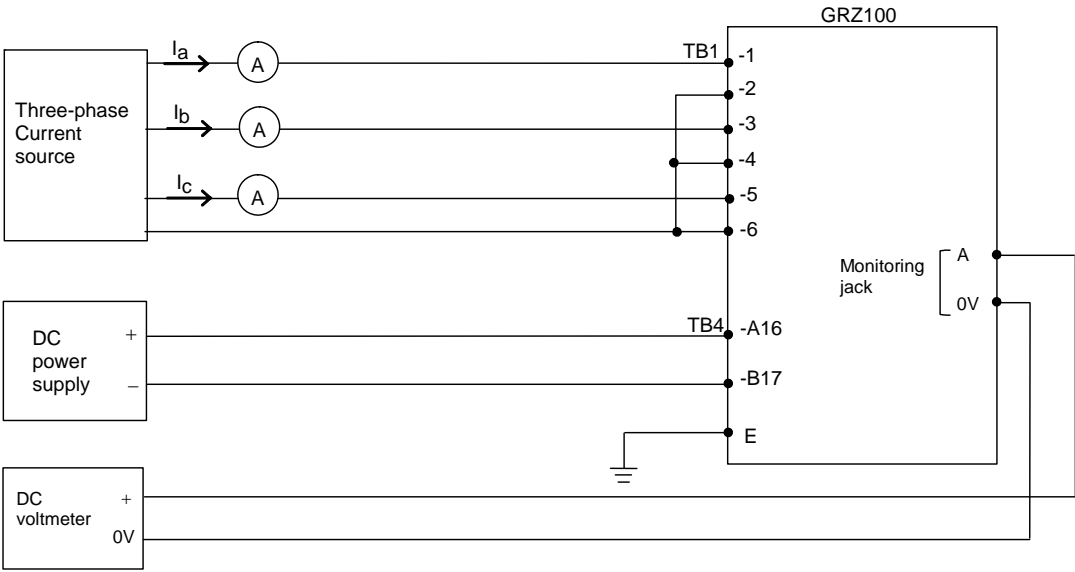 GRZ100
Three-phase
Current
source
Ia
A
Ib
A
Ic
A
TB1
-1
-2
-3
-4
-5
-6
Monitoring
jack
A
0V
DC
power
supply
+
−
TB4
-A16
-B17
E
DC
voltmeter
+
0V